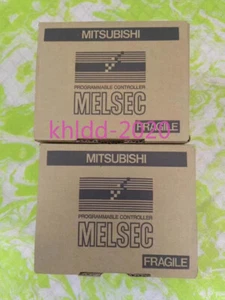 MITSUBISHI
PROGRAMMABLE CONTROLLER
MELSEC
FRAGILE
khldd-2020
MITSUBISHI
PROGRAMMABLE CONTROLLER
MELSEC
FRAGILE